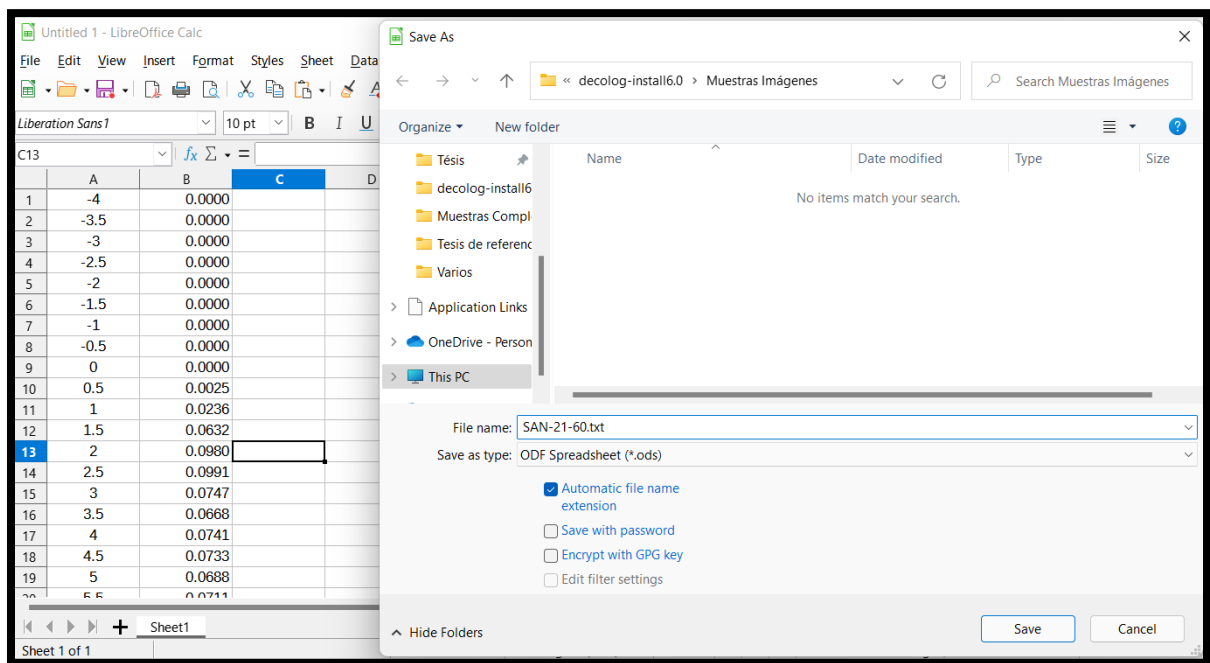 Untitled 1 - LibreOffice Calc
File Edit View Insert Format Styles Sheet Data
Liberation Sans1 10 pt B I U
C13 fx Σ =
A B C D
1 -4 0.0000
2 -3.5 0.0000
3 -3 0.0000
4 -2.5 0.0000
5 -2 0.0000
6 -1.5 0.0000
7 -1 0.0000
8 -0.5 0.0000
9 0 0.0000
10 0.5 0.0025
11 1 0.0236
12 1.5 0.0632
13 2 0.0980
14 2.5 0.0991
15 3 0.0747
16 3.5 0.0668
17 4 0.0741
18 4.5 0.0733
19 5 0.0688
20 5.5 0.0711
Sheet1
Sheet 1 of 1
Save As
« decolog-install6.0 > Muestras Imágenes
Search Muestras Imágenes
Organize New folder
Tésis
decolog-install6
Muestras Compl
Tesis de referenc
Varios
Application Links
OneDrive - Person
This PC
Name Date modified Type Size
No items match your search.
File name: SAN-21-60.txt
Save as type: ODF Spreadsheet (*.ods)
Automatic file name
extension
Save with password
Encrypt with GPG key
Edit filter settings
Hide Folders Save Cancel